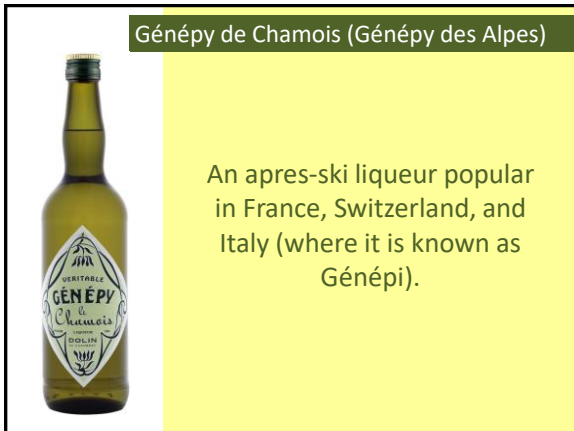 Génépy de Chamois (Génépy des Alpes)
An apres-ski liqueur popular
in France, Switzerland, and
Italy (where it is known as
Génépi).
VERITABLE
GÉNÉPY
le
Chamois
LIQUEUR
DOLIN